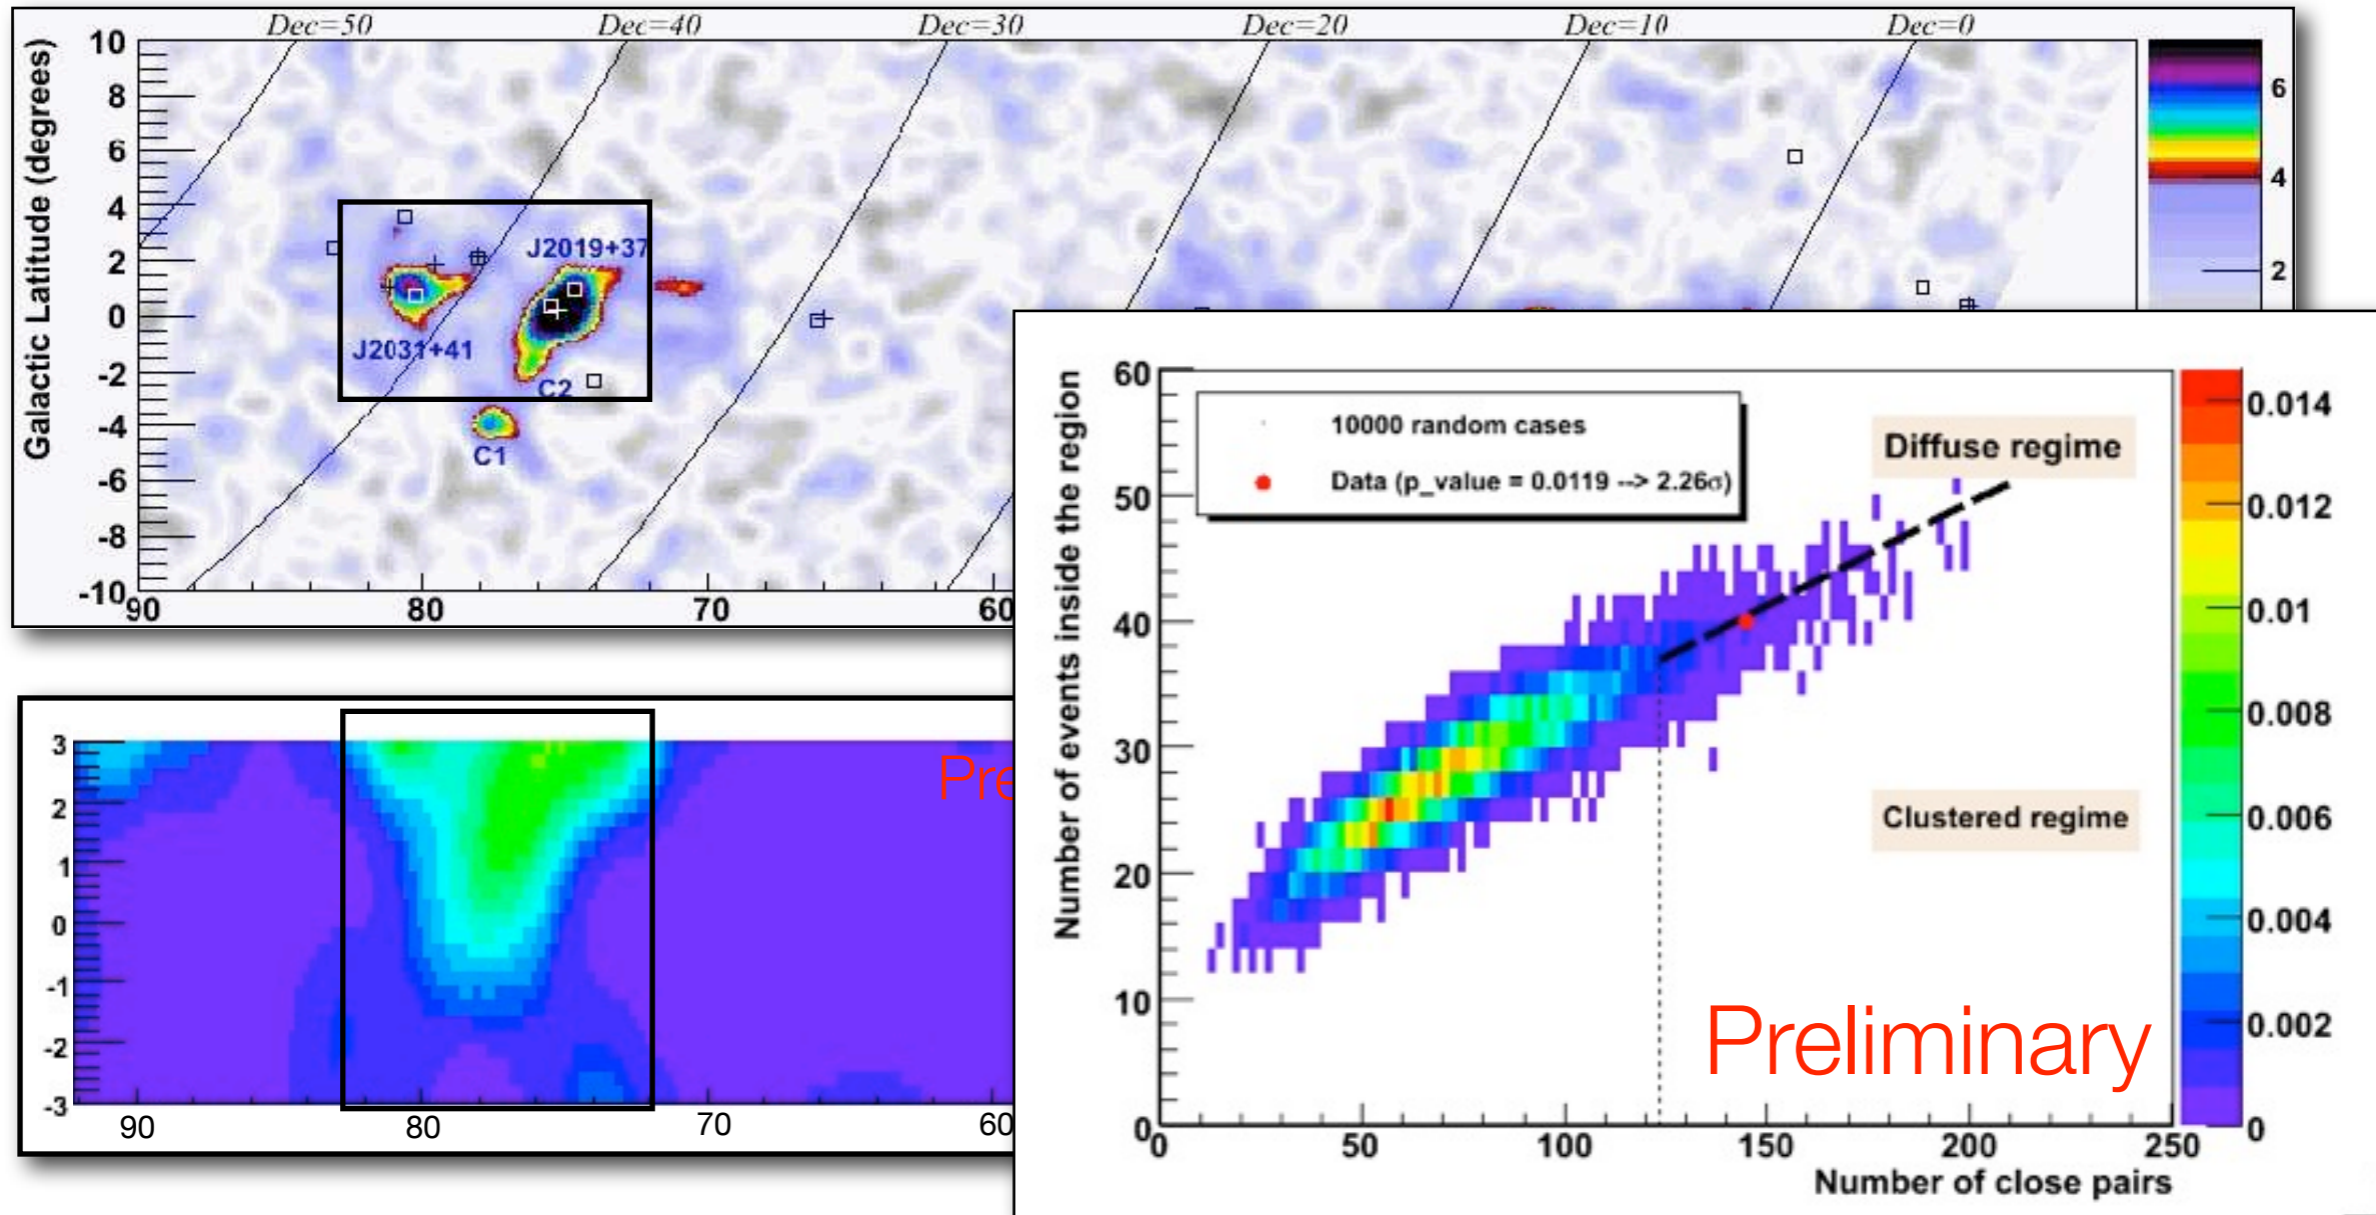 Dec=50 Dec=40 Dec=30 Dec=20 Dec=10 Dec=0
Galactic Latitude (degrees)
10
8
6
4
2
0
-2
-4
-6
-8
-10
90 80 70 60
J2019+37
J2031+41
C2
C1
6
4
2
3
2
1
0
-1
-2
-3
90 80 70 60
Pre
Number of events inside the region
60
50
40
30
20
10
0
10000 random cases
Data (p_value = 0.0119 --> 2.26σ)
Diffuse regime
Clustered regime
Preliminary
0 50 100 150 200 250
Number of close pairs
0.014
0.012
0.01
0.008
0.006
0.004
0.002
0